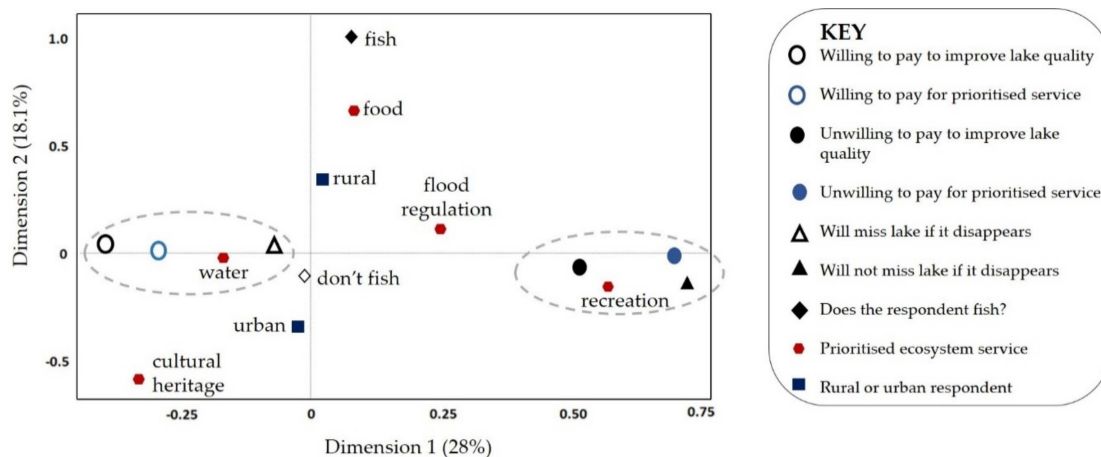 1.0
0.5
0
-0.5
Dimension 2 (18.1%)
fish
food
rural
flood
regulation
water
don't fish
urban
recreation
cultural
heritage
-0.25
0
0.25
0.50
0.75
Dimension 1 (28%)
KEY
Willing to pay to improve lake quality
Willing to pay for prioritised service
Unwilling to pay to improve lake
quality
Unwilling to pay for prioritised service
Will miss lake if it disappears
Will not miss lake if it disappears
Does the respondent fish?
Prioritised ecosystem service
Rural or urban respondent